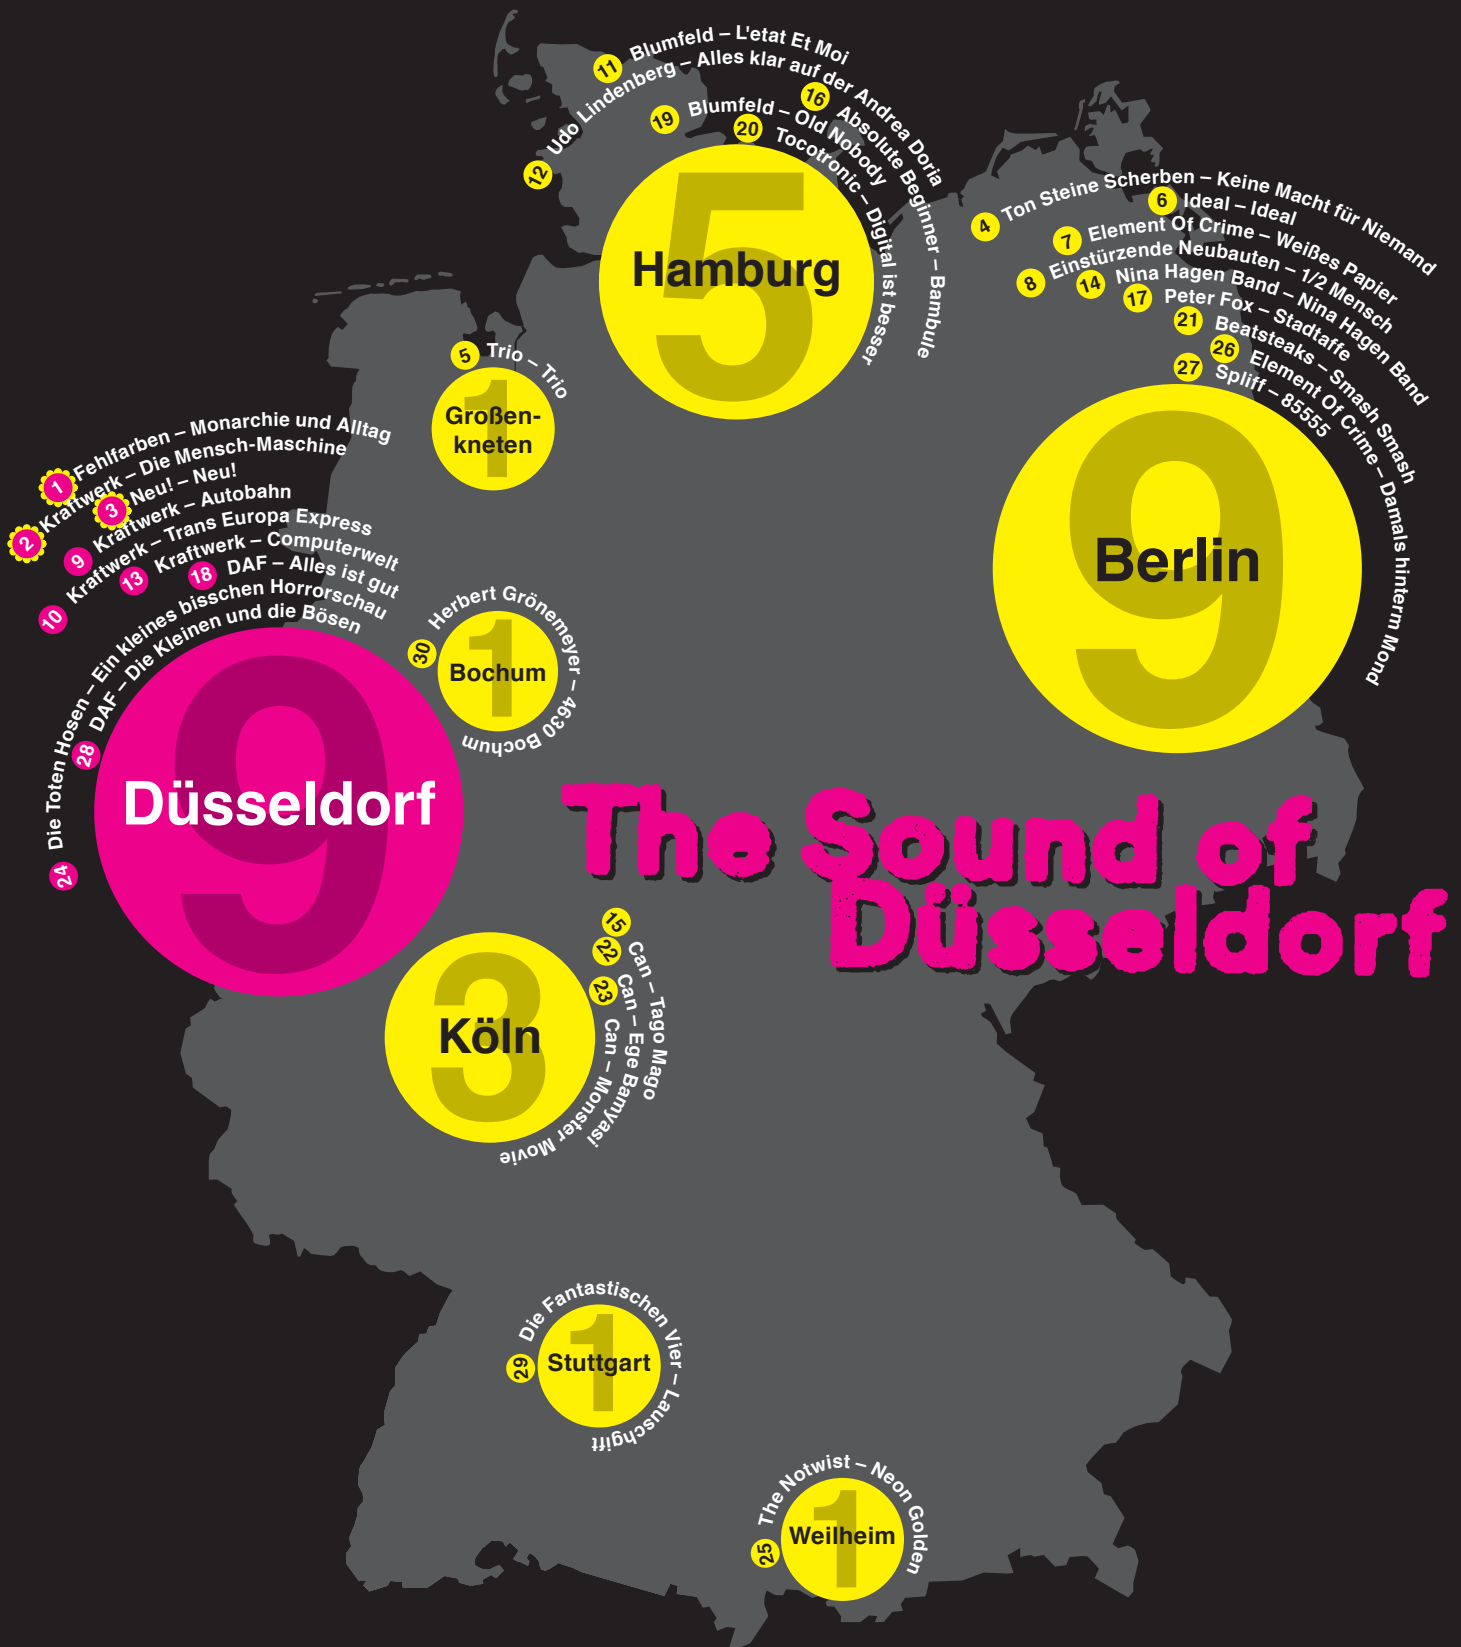 11 Blumfeld – L'etat Et Moi
12 Udo Lindenberg – Alles klar auf der Andrea Doria
16 Absolute Beginner – Bambule
19 Blumfeld – Old Nobody
20 Tocotronic – Digital ist besser
5
Hamburg
4 Ton Steine Scherben – Keine Macht für Niemand
6 Ideal – Ideal
7 Element Of Crime – Weißes Papier
8 Einstürzende Neubauten – 1/2 Mensch
14 Nina Hagen Band – Nina Hagen Band
17 Peter Fox – Stadtaffe
21 Beatsteaks – Smash Smash
26 Element Of Crime – Damals hinterm Mond
27 Spliff – 85555
9
Berlin
5 Trio – Trio
1
Großen-
kneten
1 Fehlfarben – Monarchie und Alltag
2 Kraftwerk – Die Mensch-Maschine
3 Neu! – Neu!
9 Kraftwerk – Autobahn
10 Kraftwerk – Trans Europa Express
13 Kraftwerk – Computerwelt
18 DAF – Alles ist gut
24 Die Toten Hosen – Ein kleines bisschen Horrorschau
28 DAF – Die Kleinen und die Bösen
9
Düsseldorf
30 Herbert Grönemeyer – 4630 Bochum
1
Bochum
The Sound of
Düsseldorf
15 Can – Tago Mago
22 Can – Ege Bamyasi
23 Can – Monster Movie
3
Köln
29 Die Fantastischen Vier – Lauschgift
1
Stuttgart
25 The Notwist – Neon Golden
1
Weilheim